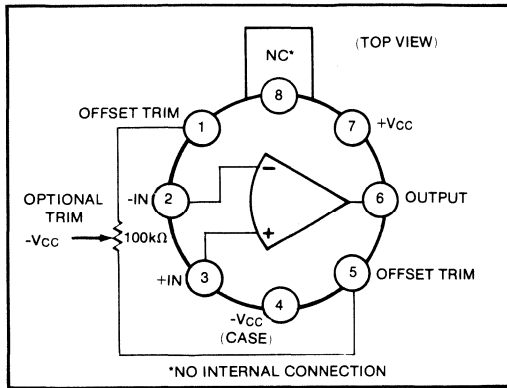 NC*
(TOP VIEW)
8
OFFSET TRIM
1
7
+VCC
-IN
2
−
6
OUTPUT
OPTIONAL
TRIM
-VCC
100kΩ
+
+IN
3
5
OFFSET TRIM
4
-VCC
(CASE)
*NO INTERNAL CONNECTION